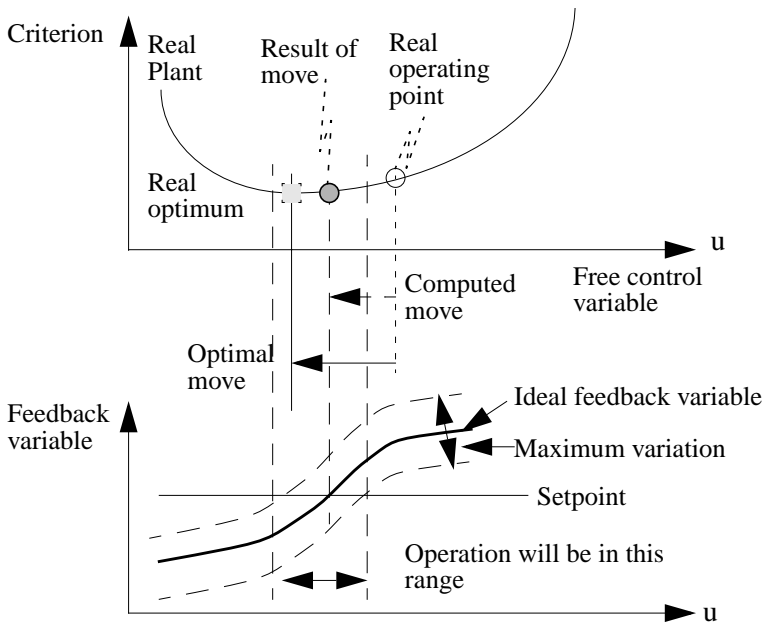 Criterion
Real
Plant
Result of
move
Real
operating
point
Real
optimum
u
Free control
variable
Computed
move
Optimal
move
Feedback
variable
Ideal feedback variable
Maximum variation
Setpoint
Operation will be in this
range
u